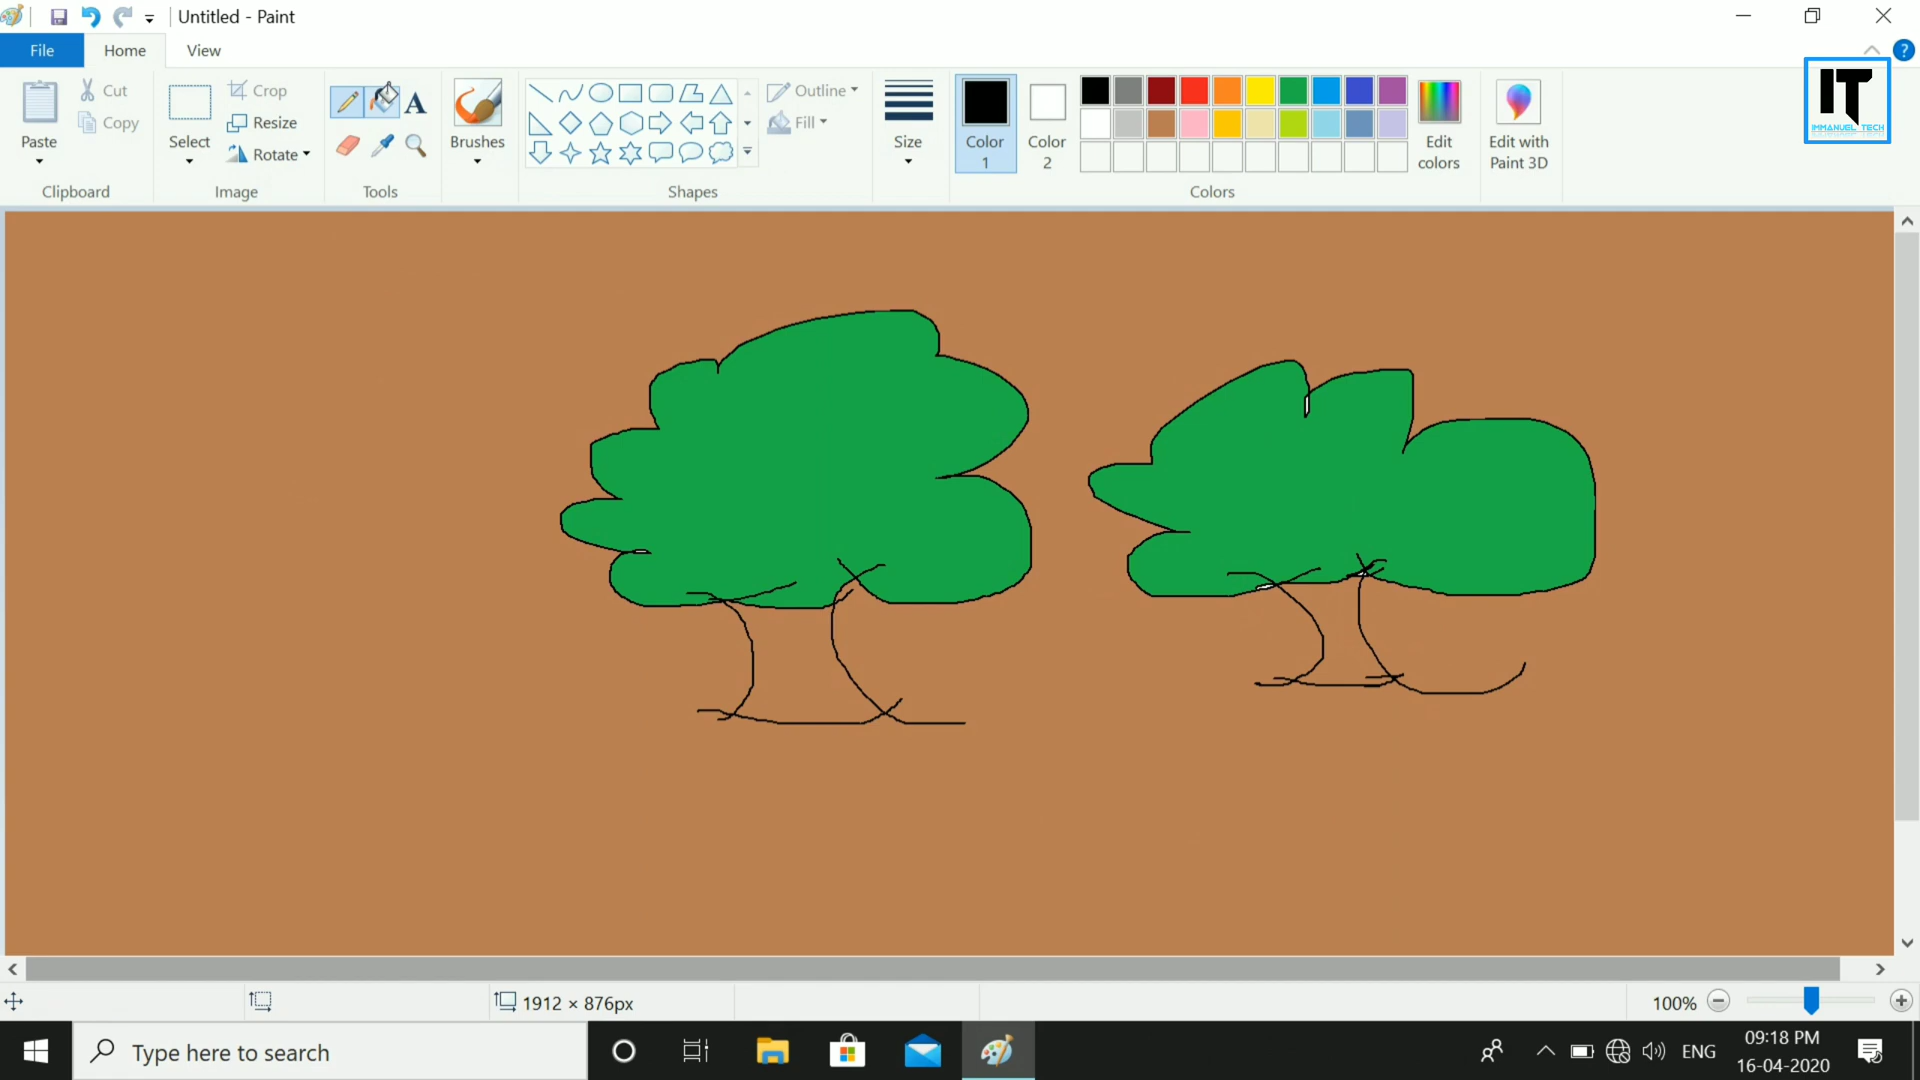 Untitled - Paint
File Home View
Paste
Cut
Copy
Clipboard
Select
Crop
Resize
Rotate
Image
A
Tools
Brushes
Outline
Fill
Shapes
Size
Color
1
Color
2
Edit
colors
Colors
Edit with
Paint 3D
?
IT
IMMANUEL TECH
1912 × 876px
100%
Type here to search
ENG
09:18 PM
16-04-2020